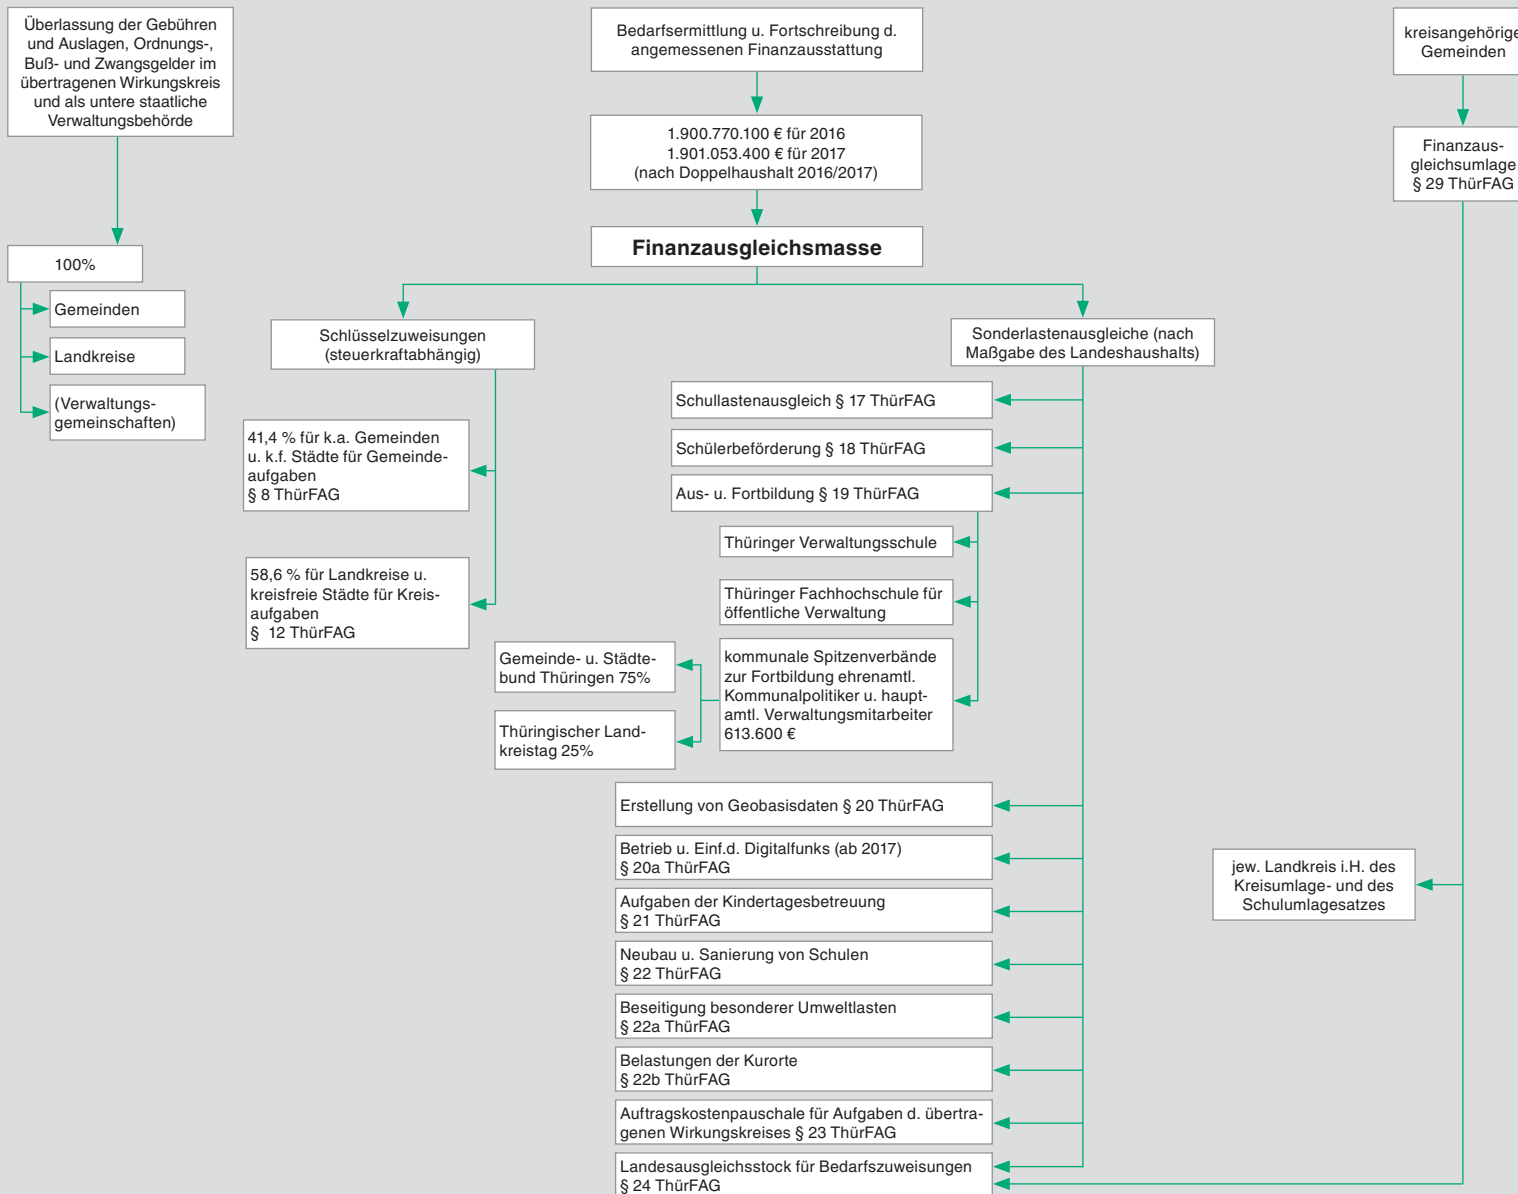 Überlassung der Gebühren
und Auslagen, Ordnungs-,
Buß- und Zwangsgelder im
übertragenen Wirkungskreis
und als untere staatliche
Verwaltungsbehörde
100%
Gemeinden
Landkreise
(Verwaltungs-
gemeinschaften)
Bedarfsermittlung u. Fortschreibung d.
angemessenen Finanzausstattung
1.900.770.100 € für 2016
1.901.053.400 € für 2017
(nach Doppelhaushalt 2016/2017)
Finanzausgleichsmasse
Schlüsselzuweisungen
(steuerkraftabhängig)
41,4 % für k.a. Gemeinden
u. k.f. Städte für Gemeinde-
aufgaben
§ 8 ThürFAG
58,6 % für Landkreise u.
kreisfreie Städte für Kreis-
aufgaben
§ 12 ThürFAG
Sonderlastenausgleiche (nach
Maßgabe des Landeshaushalts)
Schullastenausgleich § 17 ThürFAG
Schülerbeförderung § 18 ThürFAG
Aus- u. Fortbildung § 19 ThürFAG
Thüringer Verwaltungsschule
Thüringer Fachhochschule für
öffentliche Verwaltung
kommunale Spitzenverbände
zur Fortbildung ehrenamtl.
Kommunalpolitiker u. haupt-
amtl. Verwaltungsmitarbeiter
613.600 €
Gemeinde- u. Städte-
bund Thüringen 75%
Thüringischer Land-
kreistag 25%
Erstellung von Geobasisdaten § 20 ThürFAG
Betrieb u. Einf.d. Digitalfunks (ab 2017)
§ 20a ThürFAG
Aufgaben der Kindertagesbetreuung
§ 21 ThürFAG
Neubau u. Sanierung von Schulen
§ 22 ThürFAG
Beseitigung besonderer Umweltlasten
§ 22a ThürFAG
Belastungen der Kurorte
§ 22b ThürFAG
Auftragskostenpauschale für Aufgaben d. übertra-
genen Wirkungskreises § 23 ThürFAG
Landesausgleichsstock für Bedarfszuweisungen
§ 24 ThürFAG
kreisangehörige
Gemeinden
Finanzaus-
gleichsumlage
§ 29 ThürFAG
jew. Landkreis i.H. des
Kreisumlage- und des
Schulumlagesatzes